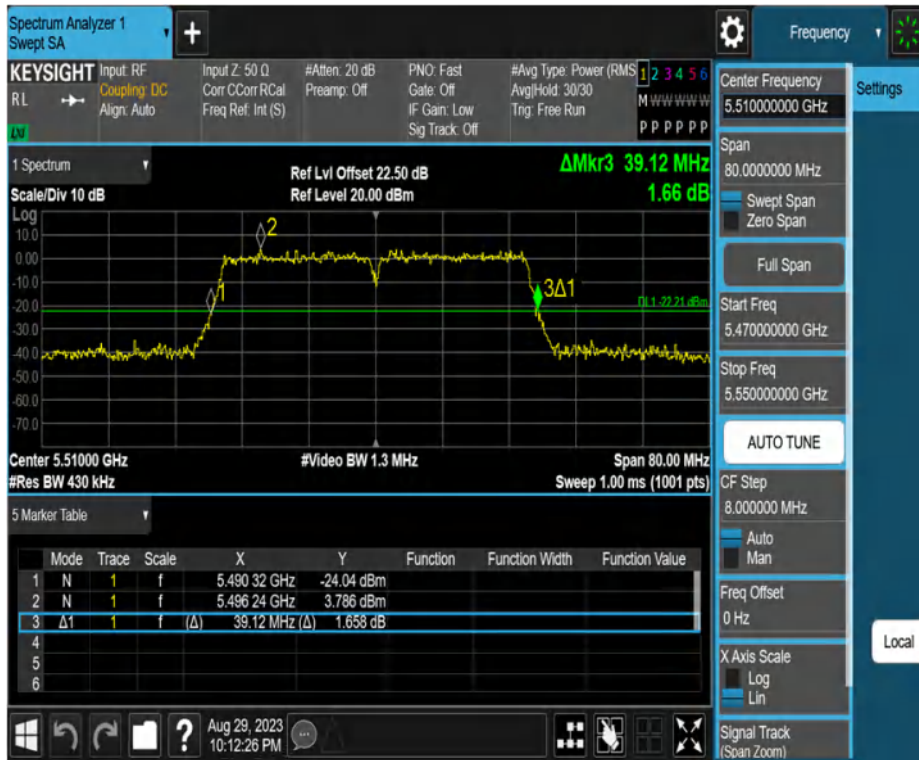 Spectrum Analyzer 1
Swept SA
+
Frequency
KEYSIGHT
RL
LXI
Input: RF
Coupling: DC
Align: Auto
Input Z: 50 Ω
Corr CCorr RCal
Freq Ref: Int (S)
#Atten: 20 dB
Preamp: Off
PNO: Fast
Gate: Off
IF Gain: Low
Sig Track: Off
#Avg Type: Power (RMS
Avg|Hold: 30/30
Trig: Free Run
1 2 3 4 5 6
M W W W W W
P P P P P P
1 Spectrum
Scale/Div 10 dB
Ref Lvl Offset 22.50 dB
Ref Level 20.00 dBm
ΔMkr3 39.12 MHz
1.66 dB
Log
10.0
0.00
-10.0
-20.0
-30.0
-40.0
-50.0
-60.0
-70.0
2
1
3Δ1
DL1 -22.21 dBm
Center 5.51000 GHz
#Video BW 1.3 MHz
Span 80.00 MHz
#Res BW 430 kHz
Sweep 1.00 ms (1001 pts)
5 Marker Table
Mode Trace Scale X Y Function Function Width Function Value
1 N 1 f 5.490 32 GHz -24.04 dBm
2 N 1 f 5.496 24 GHz 3.786 dBm
3 Δ1 1 f (Δ) 39.12 MHz (Δ) 1.658 dB
4
5
6
?
Aug 29, 2023
10:12:26 PM
Center Frequency
5.510000000 GHz
Span
80.0000000 MHz
Swept Span
Zero Span
Full Span
Start Freq
5.470000000 GHz
Stop Freq
5.550000000 GHz
AUTO TUNE
CF Step
8.000000 MHz
Auto
Man
Freq Offset
0 Hz
X Axis Scale
Log
Lin
Signal Track
(Span Zoom)
Settings
Local